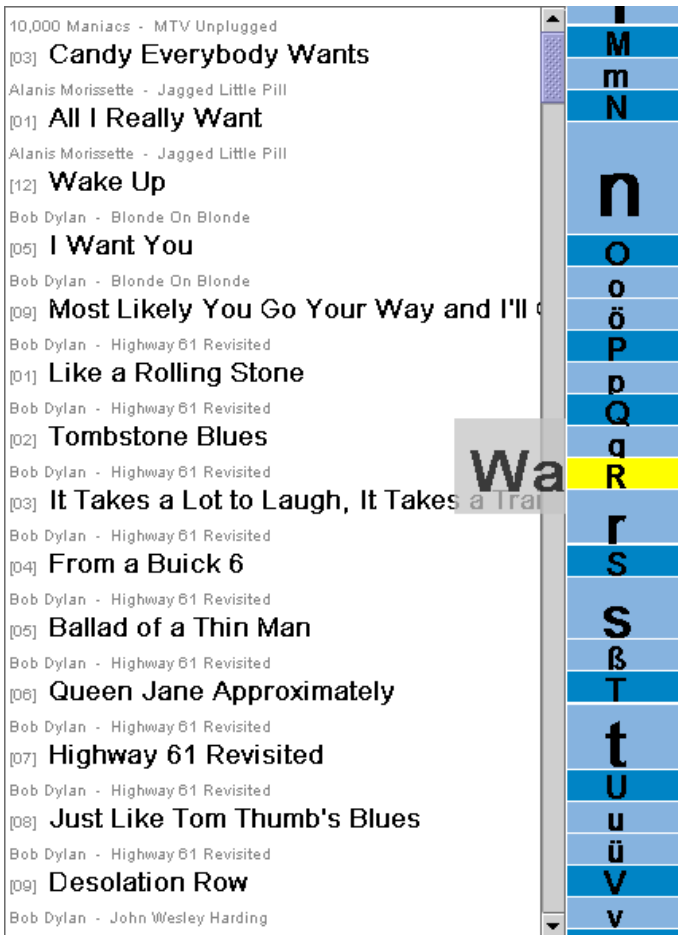 10,000 Maniacs - MTV Unplugged
[03] Candy Everybody Wants
Alanis Morissette - Jagged Little Pill
[01] All I Really Want
Alanis Morissette - Jagged Little Pill
[12] Wake Up
Bob Dylan - Blonde On Blonde
[05] I Want You
Bob Dylan - Blonde On Blonde
[09] Most Likely You Go Your Way and I'll
Bob Dylan - Highway 61 Revisited
[01] Like a Rolling Stone
Bob Dylan - Highway 61 Revisited
[02] Tombstone Blues
Bob Dylan - Highway 61 Revisited
[03] It Takes a Lot to Laugh, It Takes a Trai
Bob Dylan - Highway 61 Revisited
[04] From a Buick 6
Bob Dylan - Highway 61 Revisited
[05] Ballad of a Thin Man
Bob Dylan - Highway 61 Revisited
[06] Queen Jane Approximately
Bob Dylan - Highway 61 Revisited
[07] Highway 61 Revisited
Bob Dylan - Highway 61 Revisited
[08] Just Like Tom Thumb's Blues
Bob Dylan - Highway 61 Revisited
[09] Desolation Row
Bob Dylan - John Wesley Harding
Wa
M
m
N
n
O
o
ö
P
p
Q
q
R
r
S
s
ß
T
t
U
u
ü
V
v